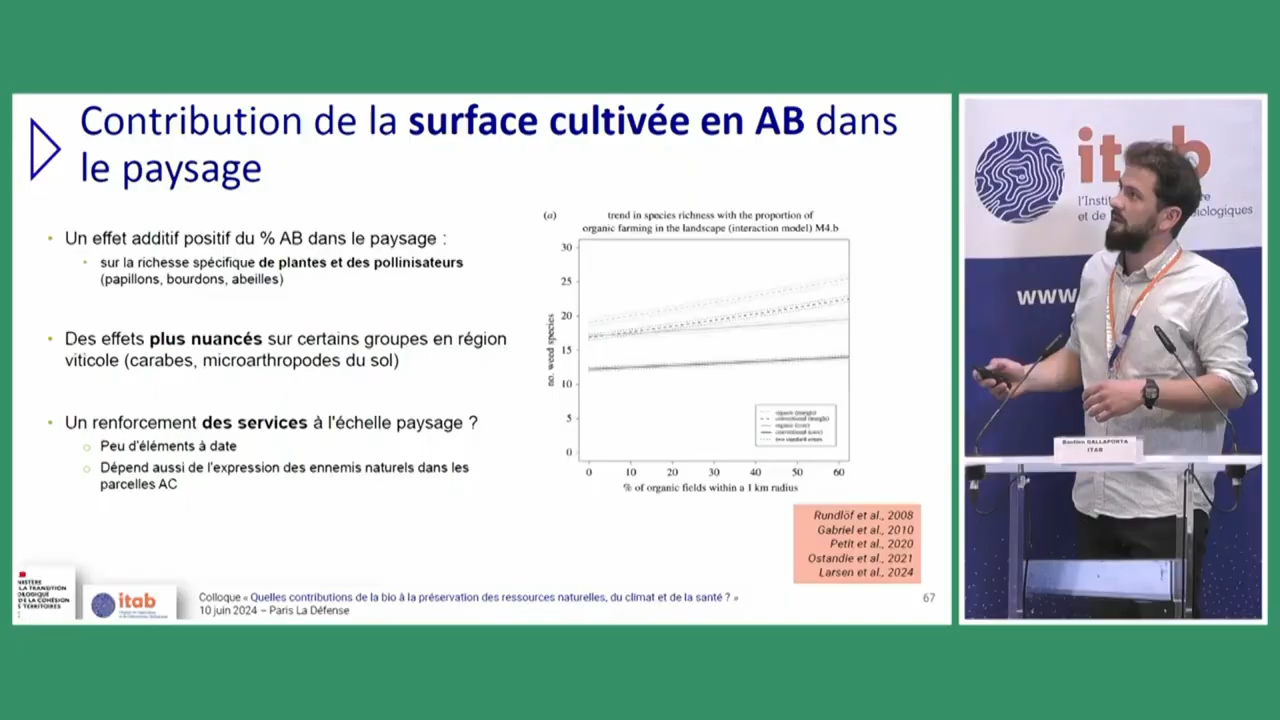 Contribution de la surface cultivée en AB dans
le paysage
• Un effet additif positif du % AB dans le paysage :
• sur la richesse spécifique de plantes et des pollinisateurs
(papillons, bourdons, abeilles)
• Des effets plus nuancés sur certains groupes en région
viticole (carabes, microarthropodes du sol)
• Un renforcement des services à l'échelle paysage ?
○ Peu d'éléments à date
○ Dépend aussi de l'expression des ennemis naturels dans les
parcelles AC
(a)
trend in species richness with the proportion of
organic farming in the landscape (interaction model) M4.b
no. weed species
30
25
20
15
10
5
0
0 10 20 30 40 50 60
% of organic fields within a 1 km radius
Rundlöf et al., 2008
Gabriel et al., 2010
Petit et al., 2020
Ostandie et al., 2021
Larsen et al., 2024
LA TRANSITION
DE LA COHÉSION
TERRITOIRES
itab
Colloque « Quelles contributions de la bio à la préservation des ressources naturelles, du climat et de la santé ? »
10 juin 2024 – Paris La Défense
67
it b
l'Instit
et de iologiques
www
Bastien DALLAPORTA
ITAB